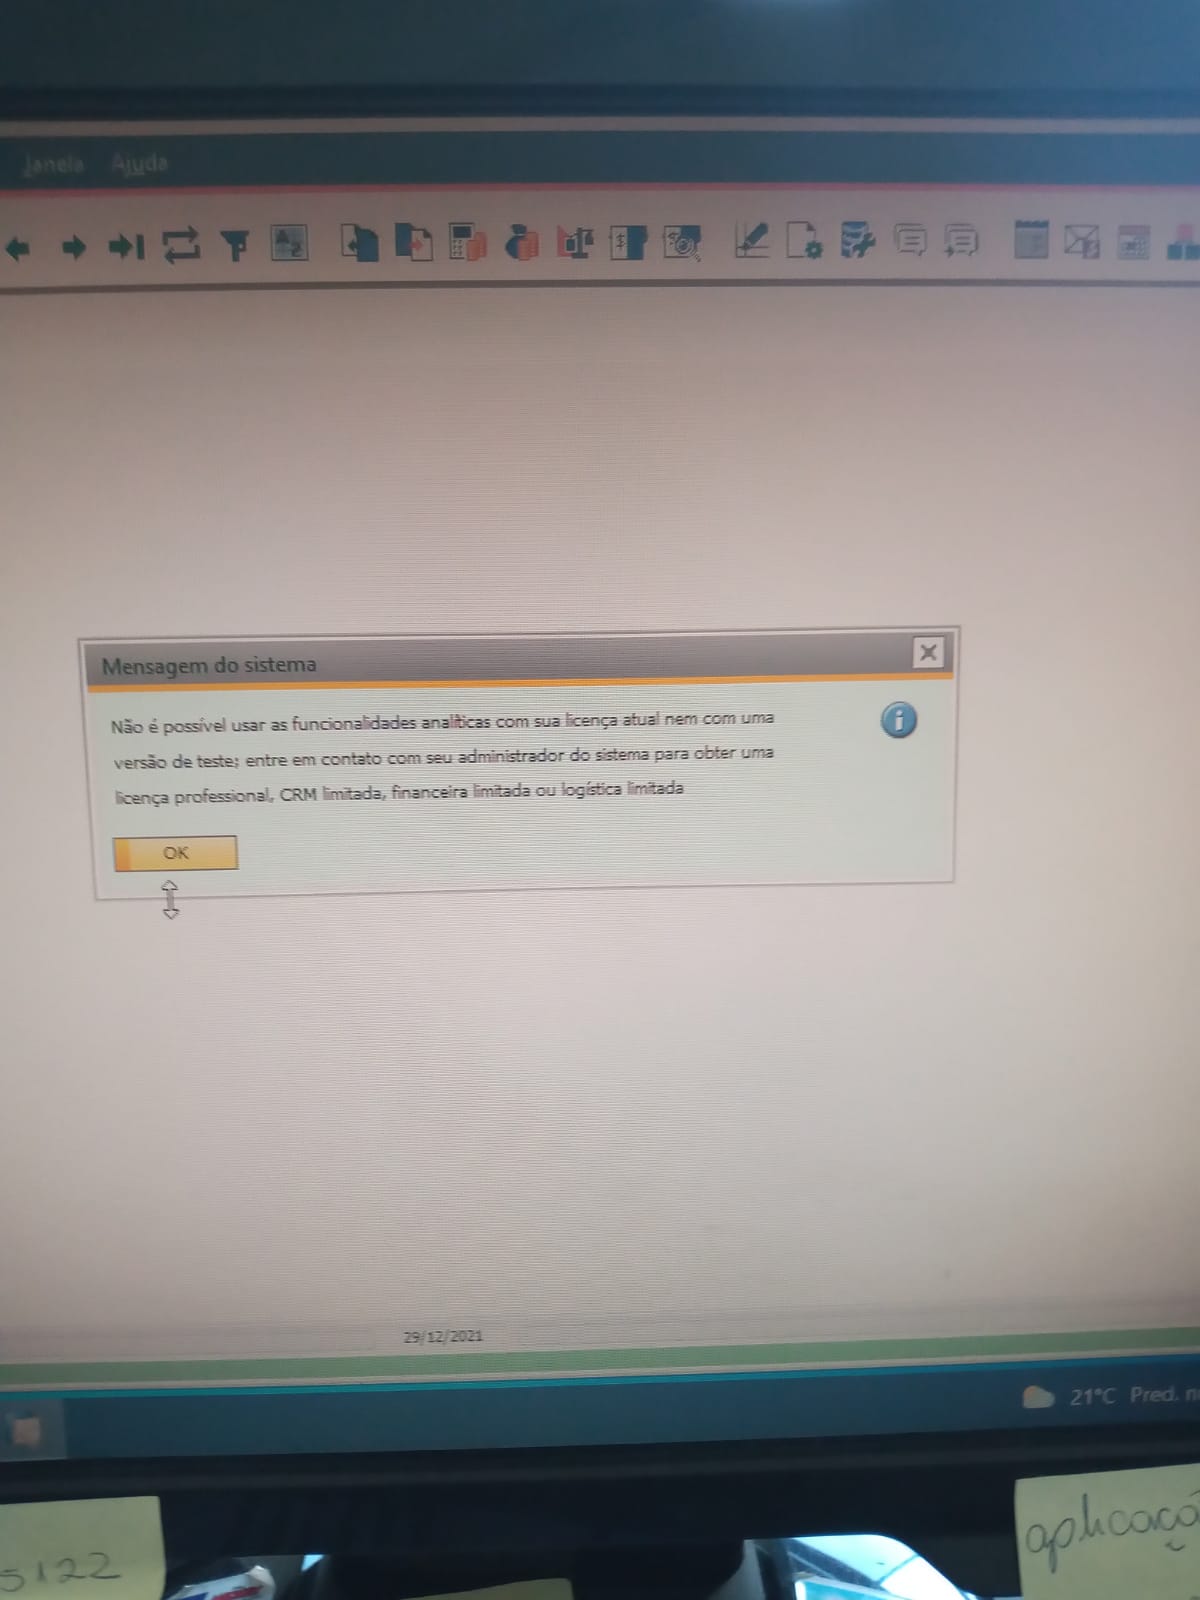 Janela Ajuda
Mensagem do sistema
Não é possível usar as funcionalidades analíticas com sua licença atual nem com uma
versão de teste; entre em contato com seu administrador do sistema para obter uma
licença professional, CRM limitada, financeira limitada ou logística limitada
OK
29/12/2021
21°C Pred. n
5122
aplicaçã